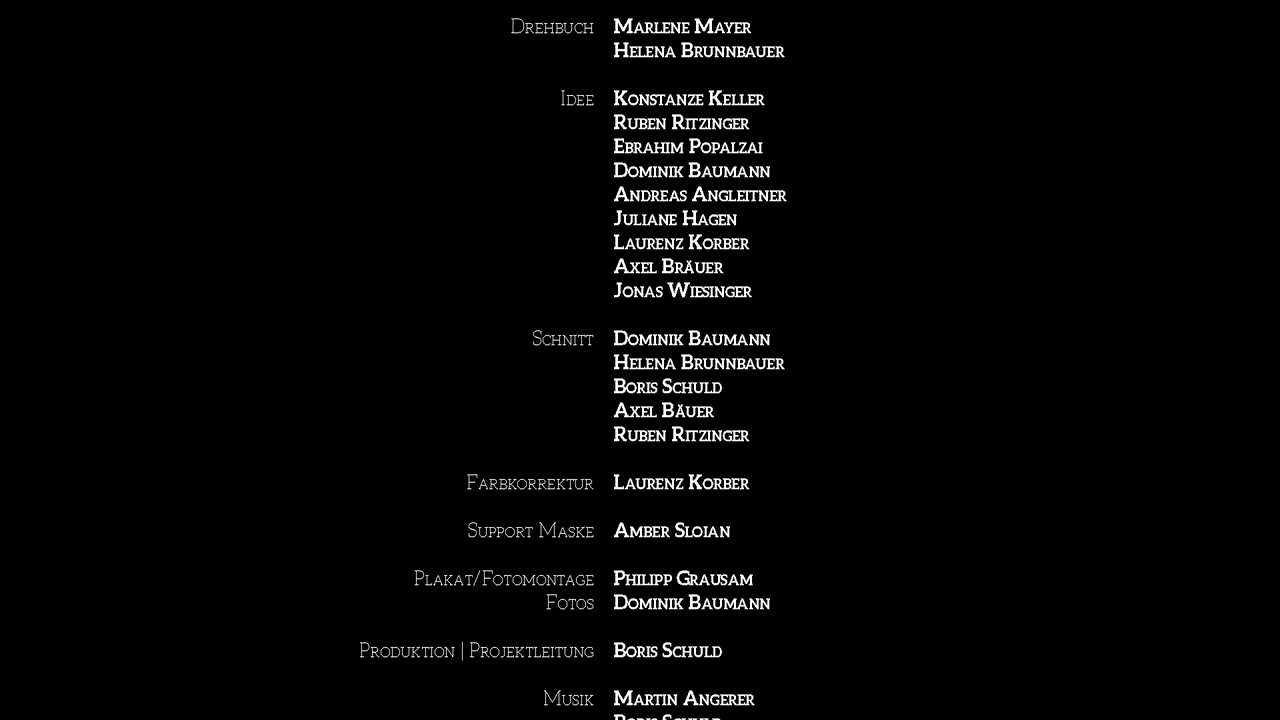 Drehbuch Marlene Mayer
Helena Brunnbauer
Idee Konstanze Keller
Ruben Ritzinger
Ebrahim Popalzai
Dominik Baumann
Andreas Angleitner
Juliane Hagen
Laurenz Korber
Axel Bräuer
Jonas Wiesinger
Schnitt Dominik Baumann
Helena Brunnbauer
Boris Schuld
Axel Bäuer
Ruben Ritzinger
Farbkorrektur Laurenz Korber
Support Maske Amber Sloian
Plakat/Fotomontage Philipp Grausam
Fotos Dominik Baumann
Produktion | Projektleitung Boris Schuld
Musik Martin Angerer